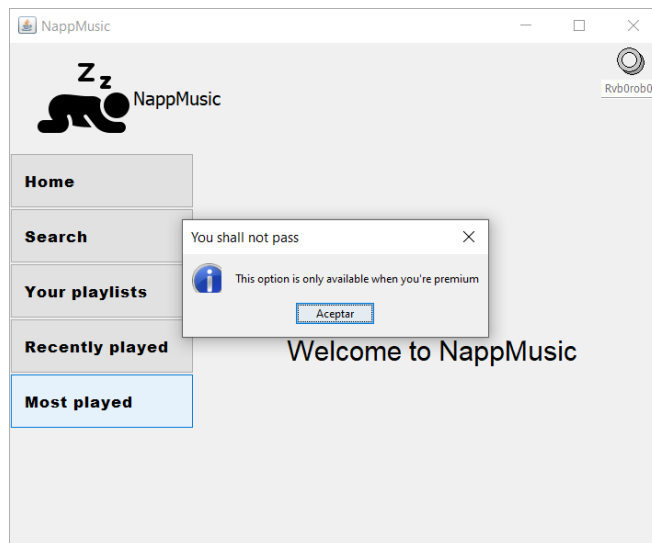 NappMusic
Z z
NappMusic
Rvb0rob0
Home
Search
Your playlists
Recently played
Most played
You shall not pass
This option is only available when you're premium
Aceptar
Welcome to NappMusic